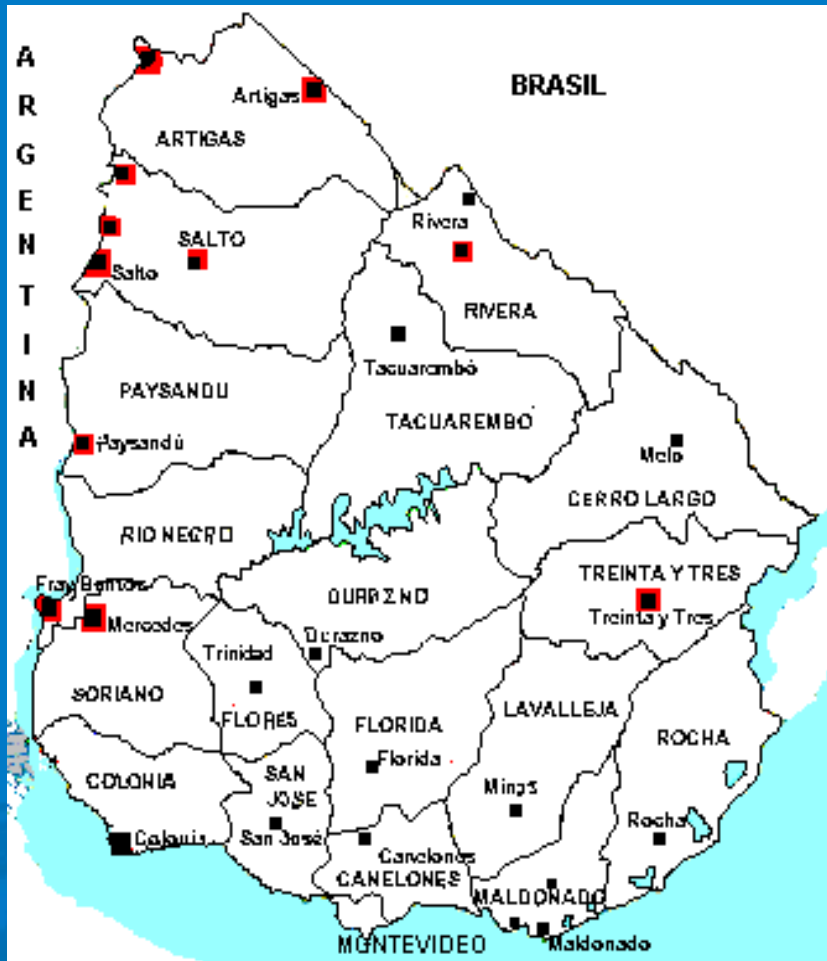 ARGENTINA
BRASIL
Artigas
ARTIGAS
Rivera
SALTO
Salto
RIVERA
Tacuarembó
PAYSANDU
TACUAREMBO
Paysandú
Melo
CERRO LARGO
RIO NEGRO
TREINTA Y TRES
Fray Bentos
DURAZNO
Treinta y Tres
Mercedes
Durazno
Trinidad
SORIANO
LAVALLEJA
FLORES
FLORIDA
ROCHA
Florida
COLONIA
SAN
JOSE
Minas
Rocha
Colonia
San José
Canelones
CANELONES
MALDONADO
MONTEVIDEO
Maldonado